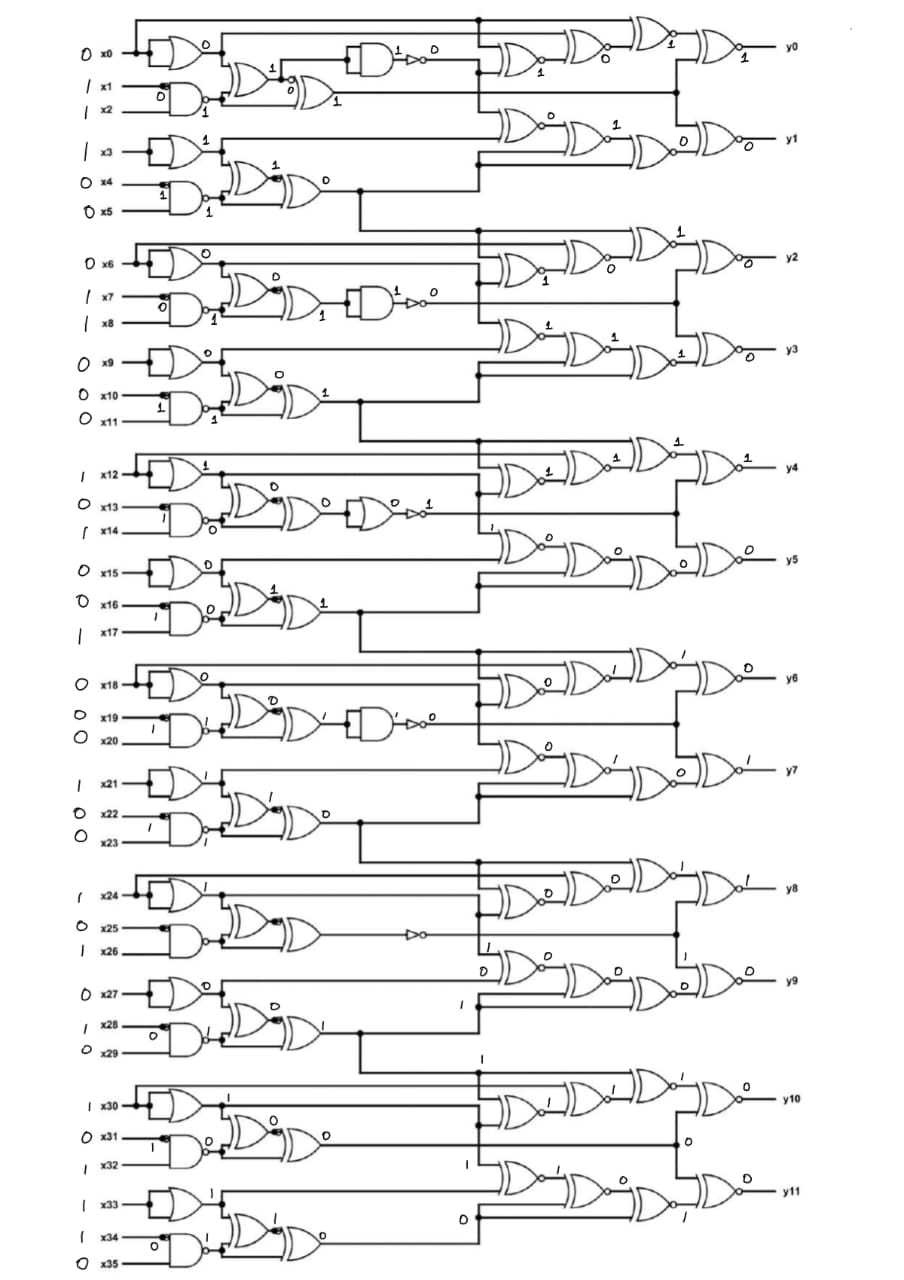 0 x0 0 1 0 1 0 1 1 y0
1 x1 0 0 1
1 x2 1
0 1
1 x3 1 0 0 y1
0 x4 1 1 0
0 x5 1
1
0 x6 0 0 1 0 0 y2
1 x7 0 1 0
1 x8 1 1 1 1
0 x9 0 1 0 y3
0 x10 1 0 1
0 x11 1
1
1 x12 1 0 1 1 1 y4
0 x13 1 0 0 1
1 x14 0 1 0 0
0 x15 0 0 0 y5
0 x16 1 0 1 1
1 x17
1
0 x18 0 0 0 1 0 y6
0 x19 1 1 1 1 0
0 x20 0
1 x21 1 1 0 1 y7
0 x22 1 1 0
0 x23 1
1
1 x24 1 0 0 1 y8
0 x25
1 x26 1 0 1
0 x27 0 0 0 0 0 y9
1 x28 0 1 0 1 1
0 x29
1
1 x30 1 1 1 1 0 y10
0 x31 1 0 0 0 0
1 x32 1 1
1 x33 1 0 1 0 y11
1 x34 0 1 1 0 0
0 x35